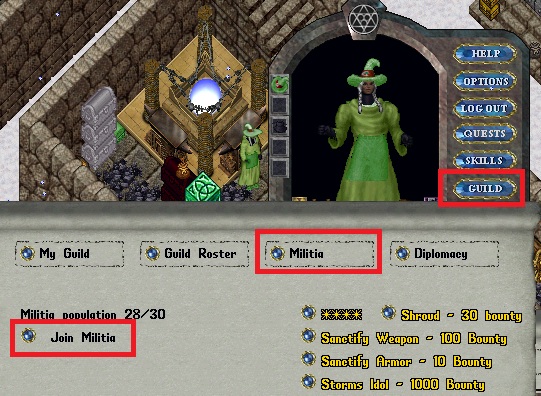 HELP
OPTIONS
LOG OUT
QUESTS
SKILLS
GUILD
My Guild
Guild Roster
Militia
Diplomacy
Militia population 28/30
Join Militia
Shroud - 30 bounty
Sanctify Weapon - 100 Bounty
Sanctify Armor - 10 Bounty
Storms Idol - 1000 Bounty